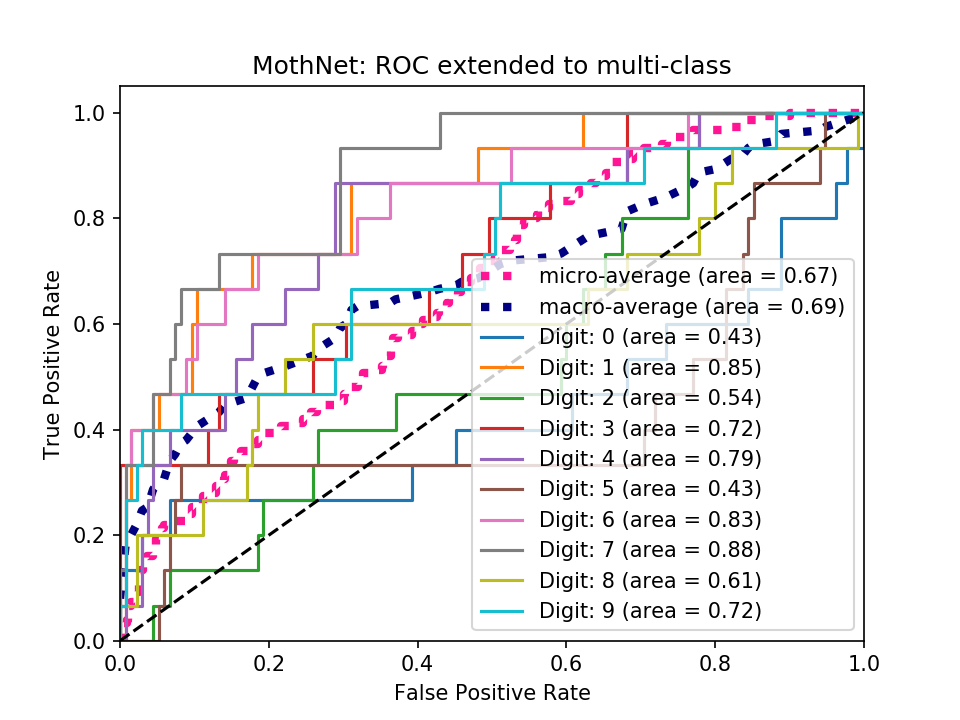 MothNet: ROC extended to multi-class
True Positive Rate
1.0
0.8
0.6
0.4
0.2
0.0
micro-average (area = 0.67)
macro-average (area = 0.69)
Digit: 0 (area = 0.43)
Digit: 1 (area = 0.85)
Digit: 2 (area = 0.54)
Digit: 3 (area = 0.72)
Digit: 4 (area = 0.79)
Digit: 5 (area = 0.43)
Digit: 6 (area = 0.83)
Digit: 7 (area = 0.88)
Digit: 8 (area = 0.61)
Digit: 9 (area = 0.72)
0.0 0.2 0.4 0.6 0.8 1.0
False Positive Rate